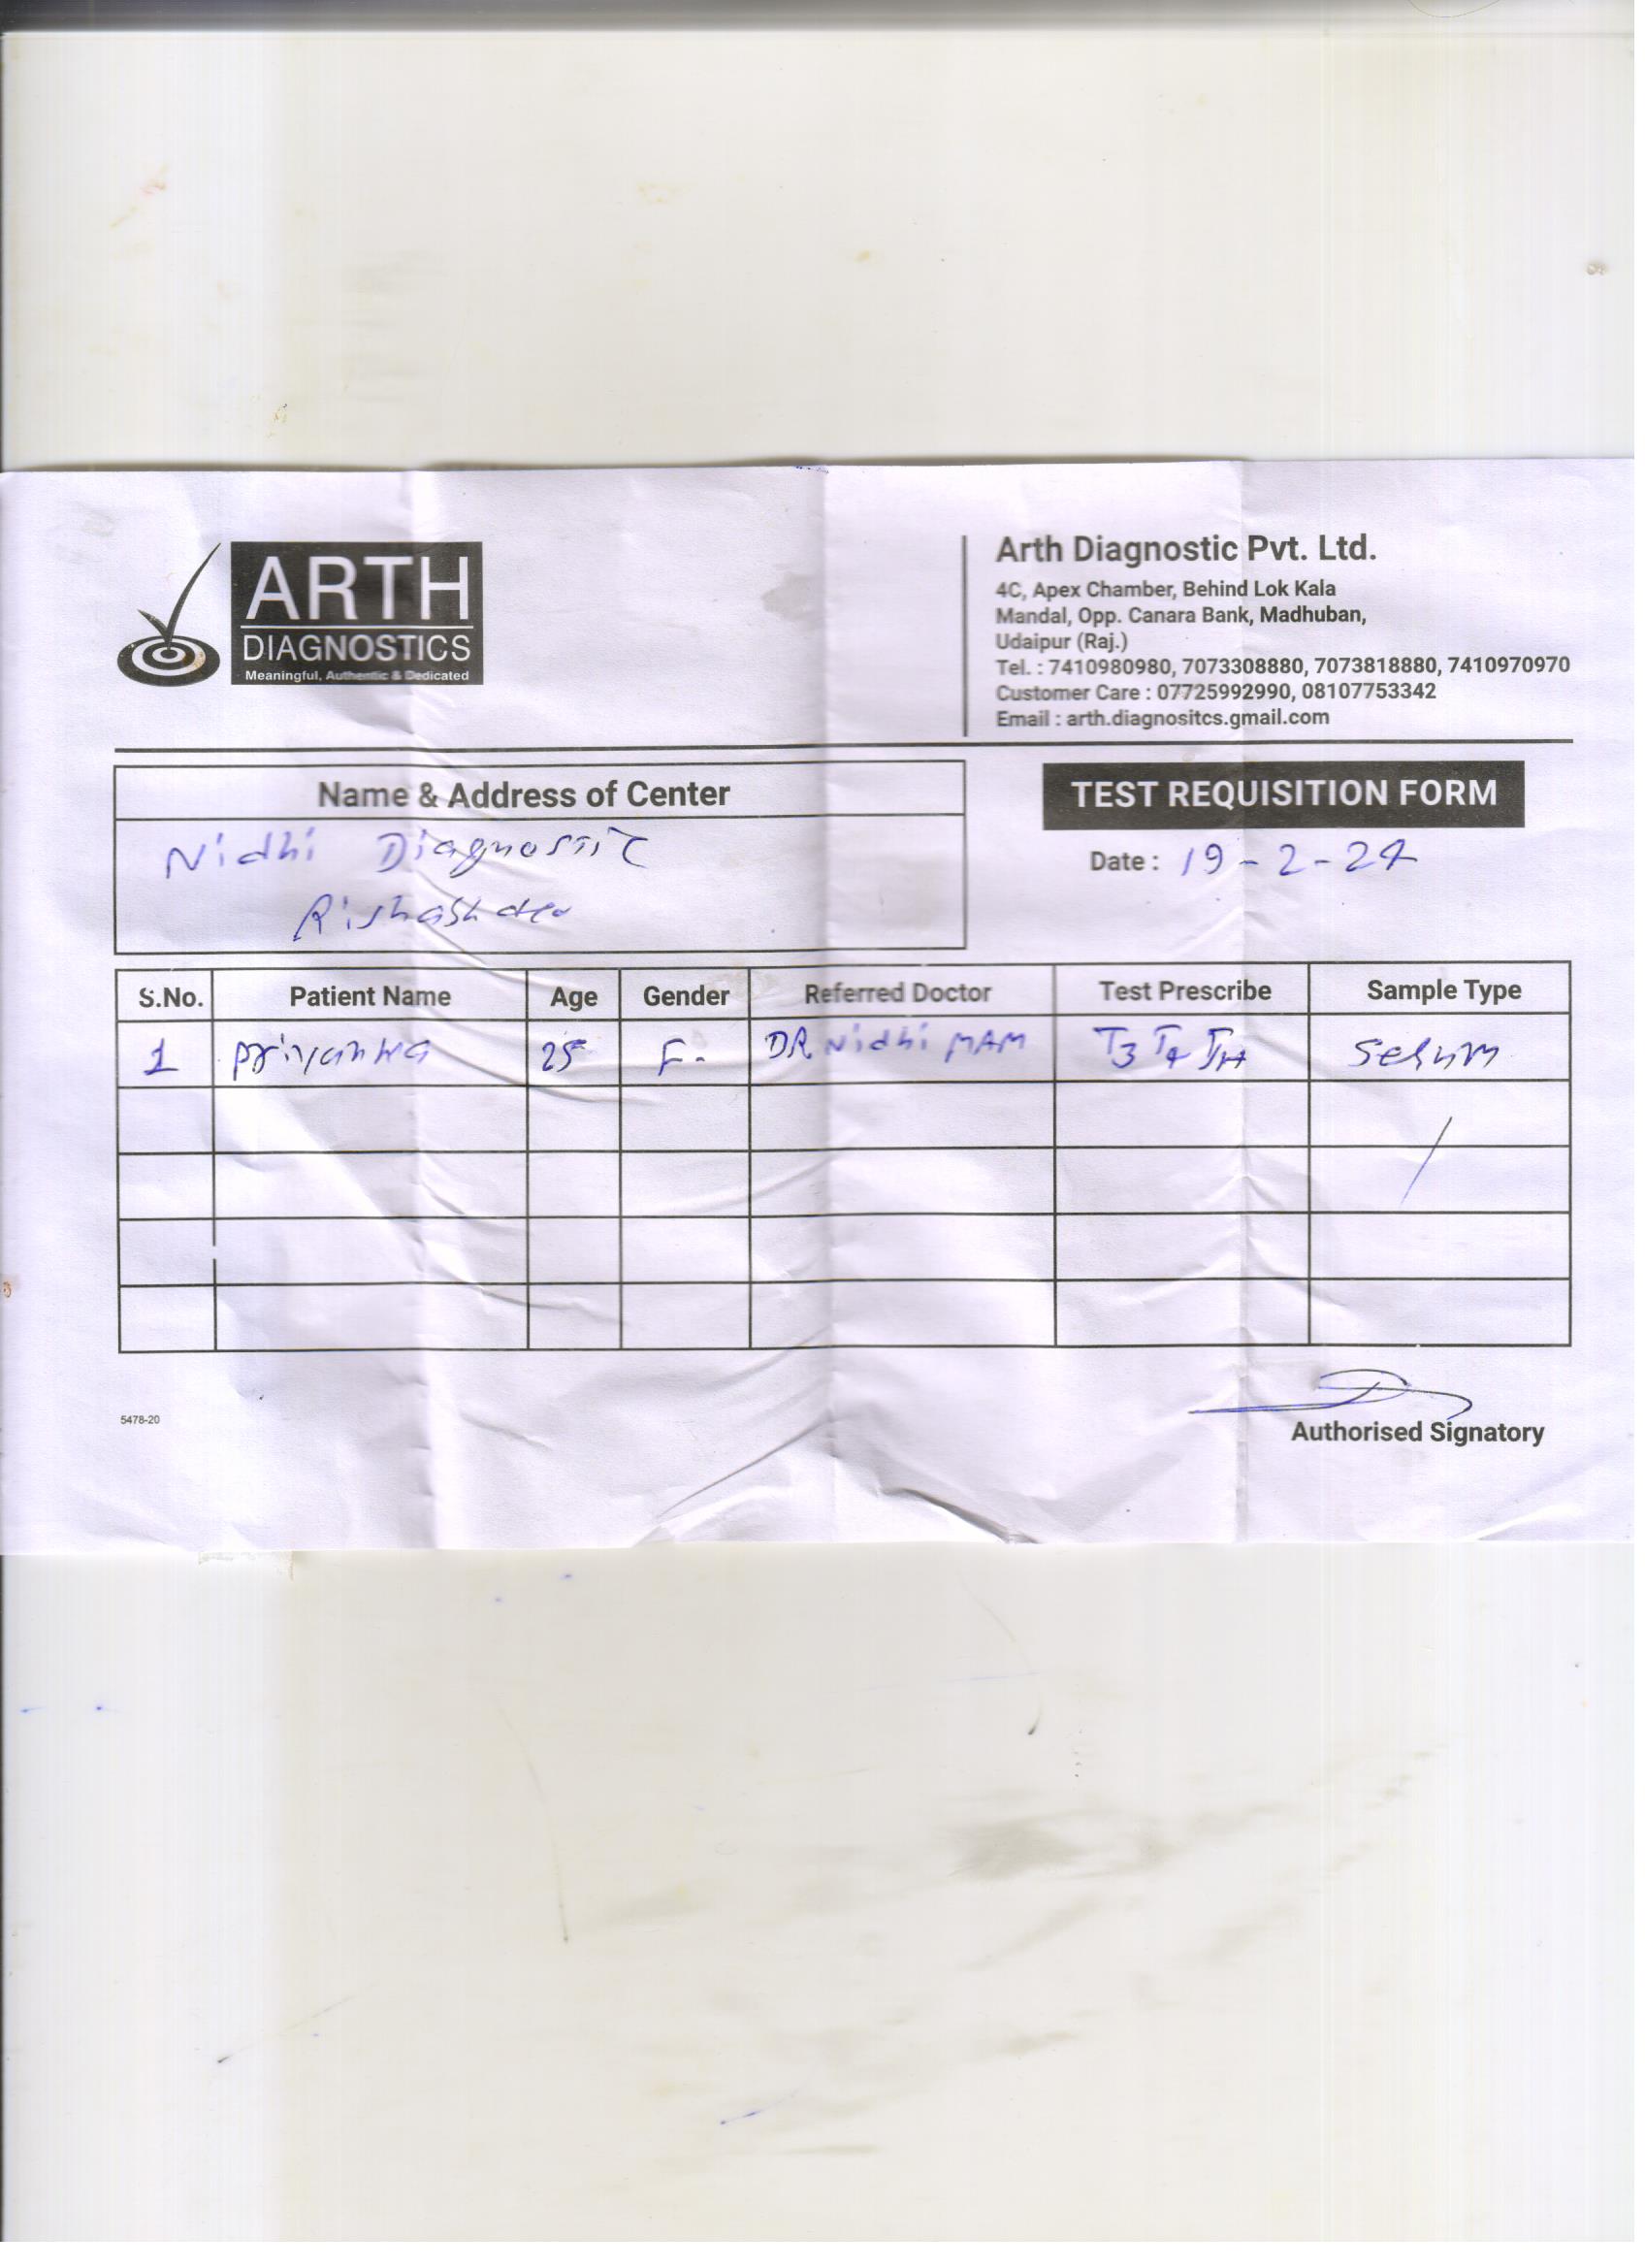 ARTH
DIAGNOSTICS
Meaningful, Authentic & Dedicated
Arth Diagnostic Pvt. Ltd.
4C, Apex Chamber, Behind Lok Kala
Mandal, Opp. Canara Bank, Madhuban,
Udaipur (Raj.)
Tel. : 7410980980, 7073308880, 7073818880, 7410970970
Customer Care : 07725992990, 08107753342
Email : arth.diagnositcs.gmail.com
Name & Address of Center
Nidhi Diagnostic
TEST REQUISITION FORM
Date : 19-2-24
S.No. Patient Name Age Gender Referred Doctor Test Prescribe Sample Type
1 Priyanka 25 F. DR Nidhi MAM T3 T4 TSH Serum
5478-20
Authorised Signatory